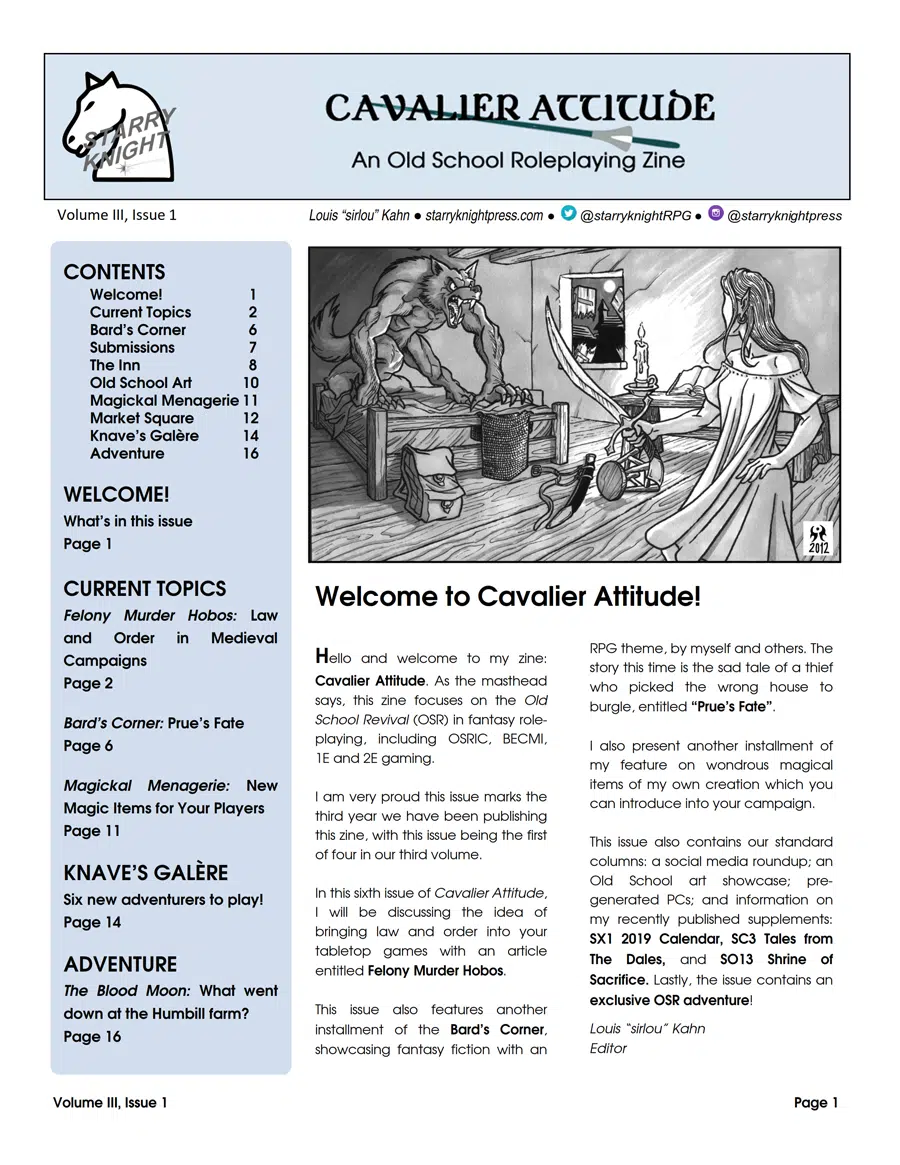 STARRY
KNIGHT
CAVALIER ATTITUDE
An Old School Roleplaying Zine
Volume III, Issue 1
Louis “sirlou” Kahn ● starryknightpress.com ● @starryknightRPG ● @starryknightpress
CONTENTS
Welcome! 1
Current Topics 2
Bard’s Corner 6
Submissions 7
The Inn 8
Old School Art 10
Magickal Menagerie 11
Market Square 12
Knave’s Galère 14
Adventure 16
WELCOME!
What’s in this issue
Page 1
CURRENT TOPICS
Felony Murder Hobos: Law
and Order in Medieval
Campaigns
Page 2
Bard’s Corner: Prue’s Fate
Page 6
Magickal Menagerie: New
Magic Items for Your Players
Page 11
KNAVE’S GALÈRE
Six new adventurers to play!
Page 14
ADVENTURE
The Blood Moon: What went
down at the Humbill farm?
Page 16
2012
Welcome to Cavalier Attitude!
Hello and welcome to my zine:
Cavalier Attitude. As the masthead
says, this zine focuses on the Old
School Revival (OSR) in fantasy role-
playing, including OSRIC, BECMI,
1E and 2E gaming.
I am very proud this issue marks the
third year we have been publishing
this zine, with this issue being the first
of four in our third volume.
In this sixth issue of Cavalier Attitude,
I will be discussing the idea of
bringing law and order into your
tabletop games with an article
entitled Felony Murder Hobos.
This issue also features another
installment of the Bard’s Corner,
showcasing fantasy fiction with an
RPG theme, by myself and others. The
story this time is the sad tale of a thief
who picked the wrong house to
burgle, entitled “Prue’s Fate”.
I also present another installment of
my feature on wondrous magical
items of my own creation which you
can introduce into your campaign.
This issue also contains our standard
columns: a social media roundup; an
Old School art showcase; pre-
generated PCs; and information on
my recently published supplements:
SX1 2019 Calendar, SC3 Tales from
The Dales, and SO13 Shrine of
Sacrifice. Lastly, the issue contains an
exclusive OSR adventure!
Louis “sirlou” Kahn
Editor
Volume III, Issue 1
Page 1